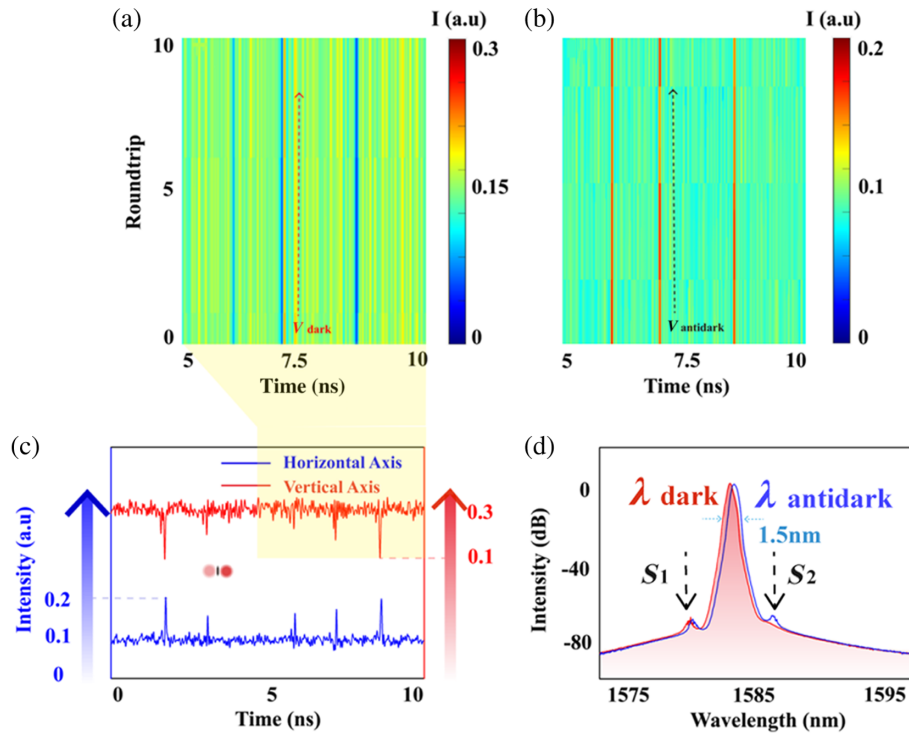 (a)
I (a.u)
(b)
I (a.u)
10
5
0
Roundtrip
V dark
5
7.5
10
Time (ns)
0.3
0.15
0
V antidark
5
7.5
10
Time (ns)
0.2
0.1
0
(c)
Horizontal Axis
Vertical Axis
Intensity (a.u)
0.2
0.1
0
0.3
0.1
0
5
10
Time (ns)
(d)
λ dark
λ antidark
1.5nm
S1
S2
Intensity (dB)
0
-40
-80
1575
1585
1595
Wavelength (nm)